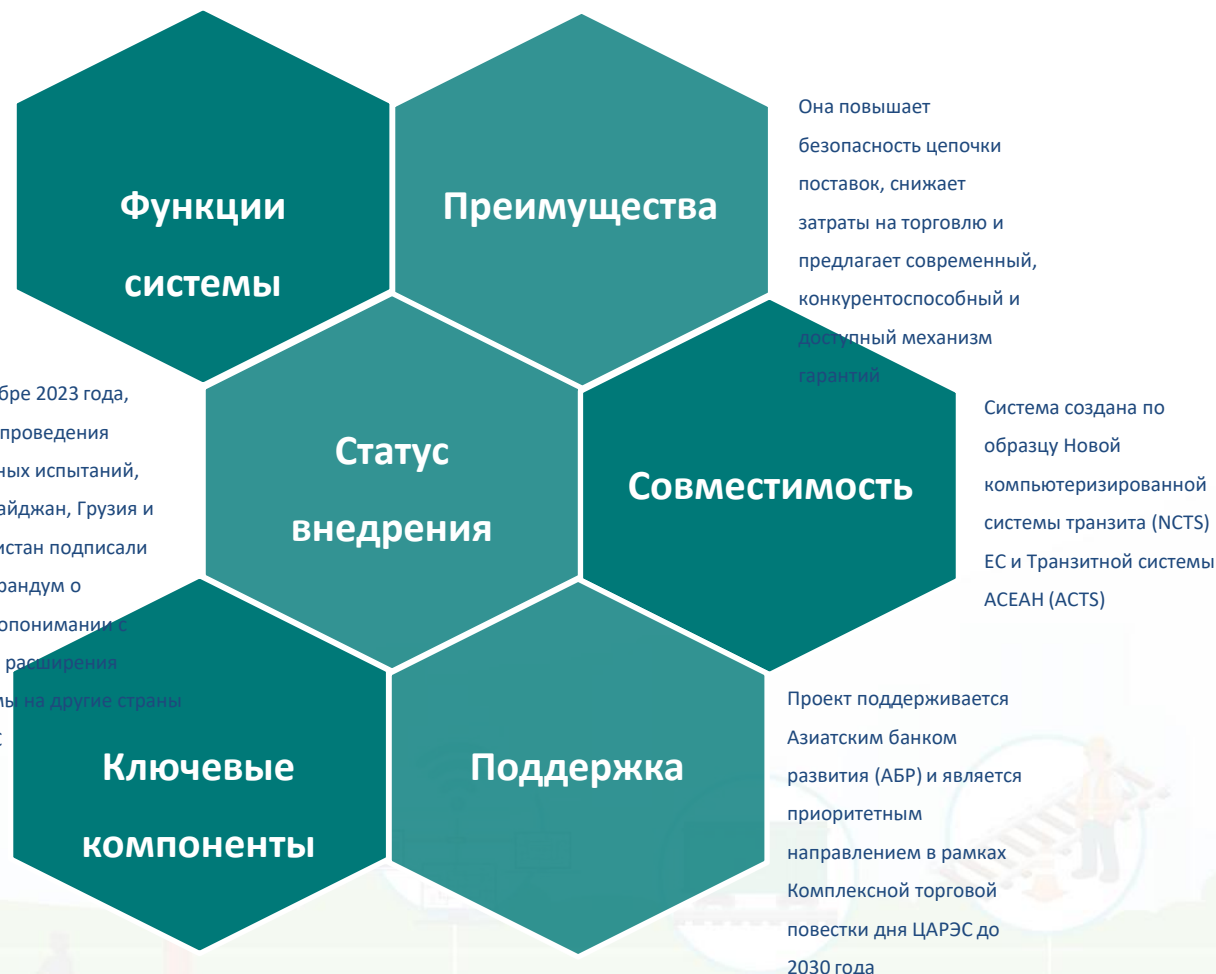 Функции
системы
Преимущества
Она повышает
безопасность цепочки
поставок, снижает
затраты на торговлю и
предлагает современный,
конкурентоспособный и
доступный механизм
гарантий
бре 2023 года,
проведения
ных испытаний,
айджан, Грузия и
истан подписали
рандум о
опонимании с
расширения
мы на другие страны
Статус
внедрения
Совместимость
Система создана по
образцу Новой
компьютеризированной
системы транзита (NCTS)
ЕС и Транзитной системы
АСЕАН (ACTS)
Ключевые
компоненты
Поддержка
Проект поддерживается
Азиатским банком
развития (АБР) и является
приоритетным
направлением в рамках
Комплексной торговой
повестки дня ЦАРЭС до
2030 года